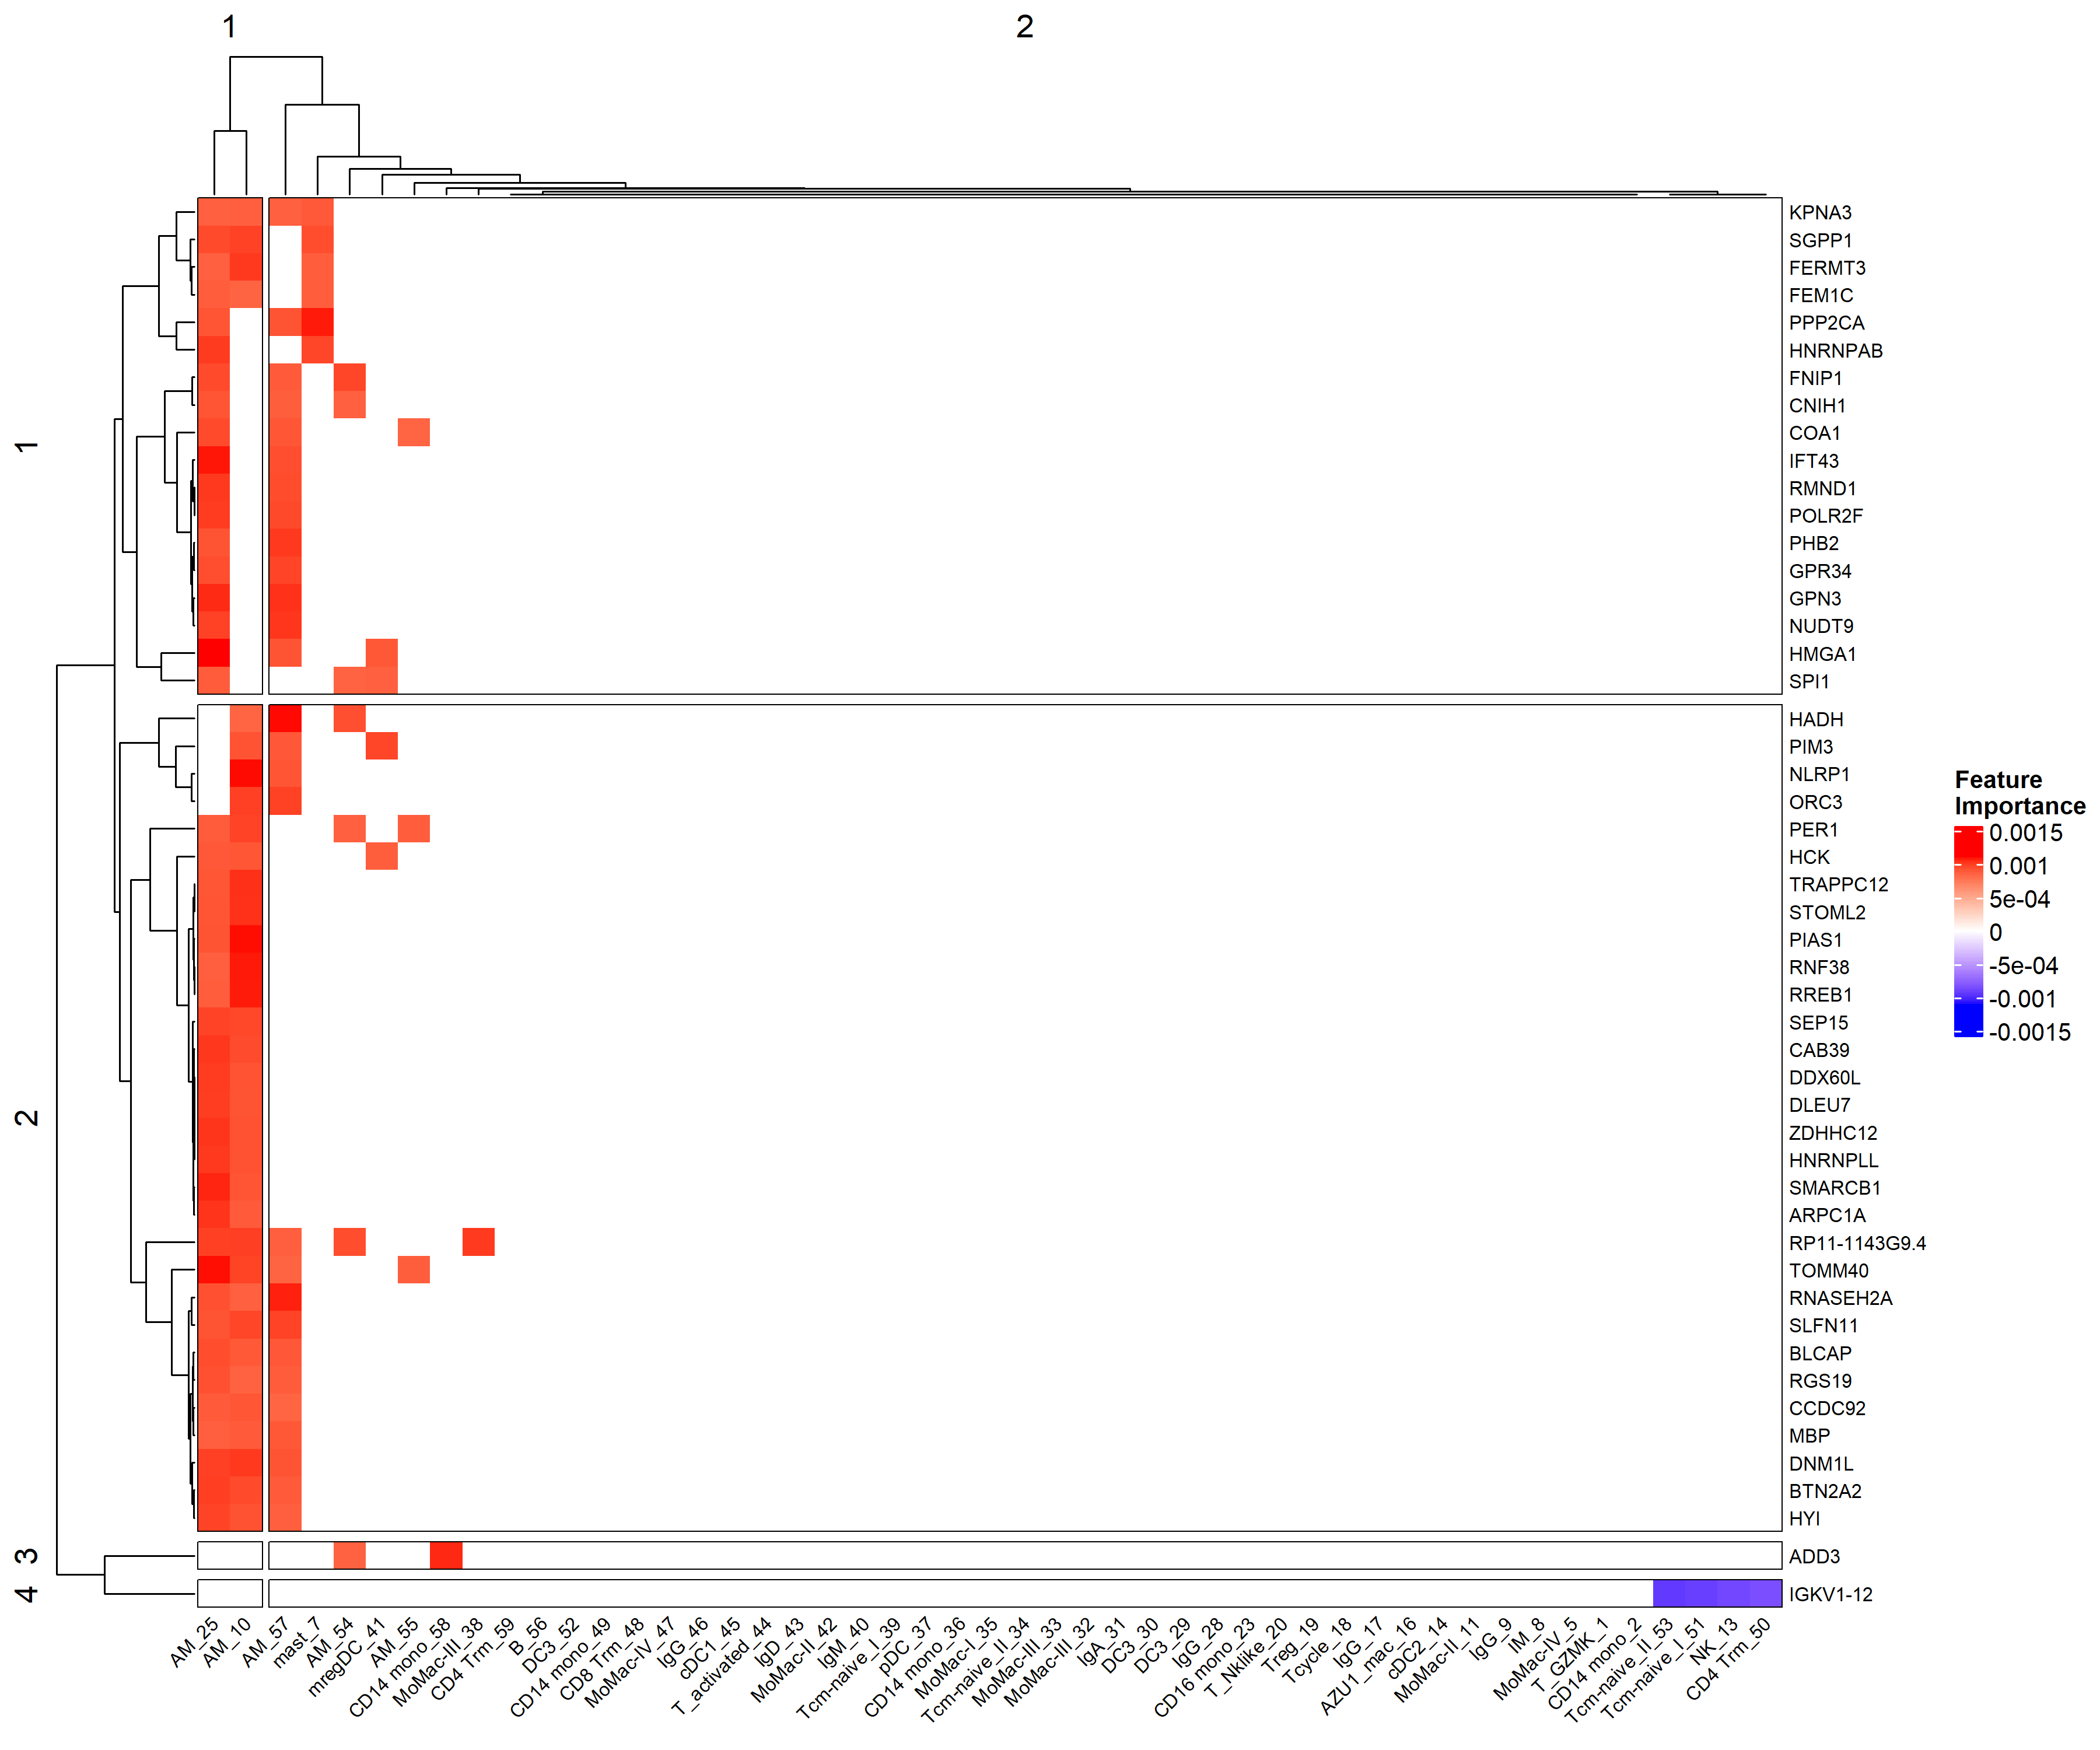 1
2
1
2
3
4
KPNA3
SGPP1
FERMT3
FEM1C
PPP2CA
HNRNPAB
FNIP1
CNIH1
COA1
IFT43
RMND1
POLR2F
PHB2
GPR34
GPN3
NUDT9
HMGA1
SPI1
HADH
PIM3
NLRP1
ORC3
PER1
HCK
TRAPPC12
STOML2
PIAS1
RNF38
RREB1
SEP15
CAB39
DDX60L
DLEU7
ZDHHC12
HNRNPLL
SMARCB1
ARPC1A
RP11-1143G9.4
TOMM40
RNASEH2A
SLFN11
BLCAP
RGS19
CCDC92
MBP
DNM1L
BTN2A2
HYI
ADD3
IGKV1-12
Feature
Importance
0.0015
0.001
5e-04
0
-5e-04
-0.001
-0.0015
AM_25
AM_10
AM_57
mast_7
AM_54
mregDC_41
AM_55
CD14 mono_58
MoMac-III_38
CD4 Trm_59
B_56
DC3_52
CD14 mono_49
CD8 Trm_48
MoMac-IV_47
IgG_46
cDC1_45
T_activated_44
IgD_43
MoMac-II_42
IgM_40
Tcm-naive_I_39
pDC_37
CD14 mono_36
MoMac-I_35
Tcm-naive_II_34
MoMac-III_33
MoMac-III_32
IgA_31
DC3_30
DC3_29
IgG_28
CD16 mono_23
T_Nklike_20
Treg_19
Tcycle_18
IgG_17
AZU1_mac_16
cDC2_14
MoMac-II_11
IgG_9
IM_8
MoMac-IV_5
T_GZMK_1
CD14 mono_2
Tcm-naive_II_53
Tcm-naive_I_51
NK_13
CD4 Trm_50